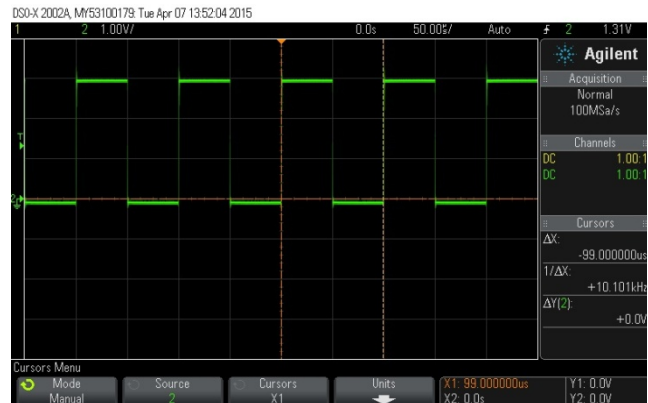 DSO-X 2002A, MY53100179: Tue Apr 07 13:52:04 2015
1 2 1.00V/ 0.0s 50.00s/ Auto 2 1.31V
Agilent
Acquisition
Normal
100MSa/s
Channels
DC 1.00:1
DC 1.00:1
Cursors
ΔX:
-99.000000us
1/ΔX:
+10.101kHz
ΔY(2):
+0.0V
T
2
Cursors Menu
Mode Source Cursors Units X1: 99.000000us Y1: 0.0V
Manual 2 X1 X2: 0.0s Y2: 0.0V